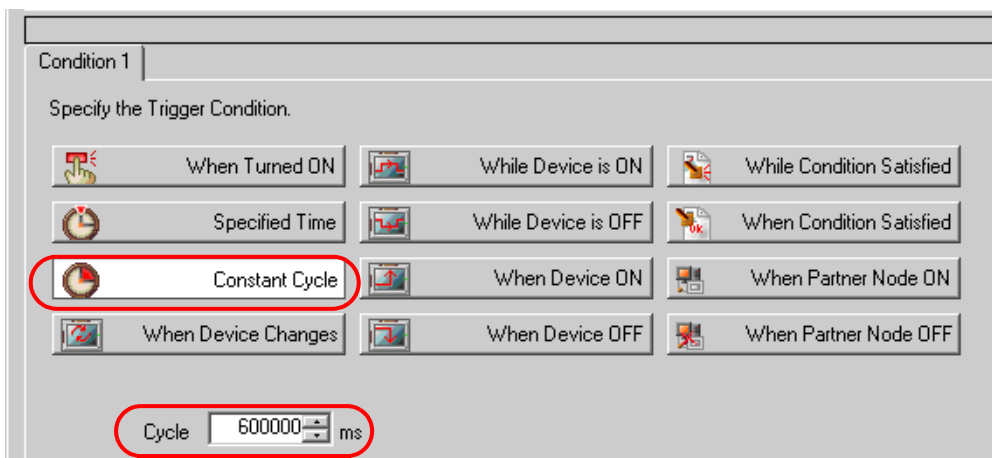 Condition 1
Specify the Trigger Condition.
When Turned ON While Device is ON While Condition Satisfied
Specified Time While Device is OFF When Condition Satisfied
Constant Cycle When Device ON When Partner Node ON
When Device Changes When Device OFF When Partner Node OFF
Cycle 600000 ms